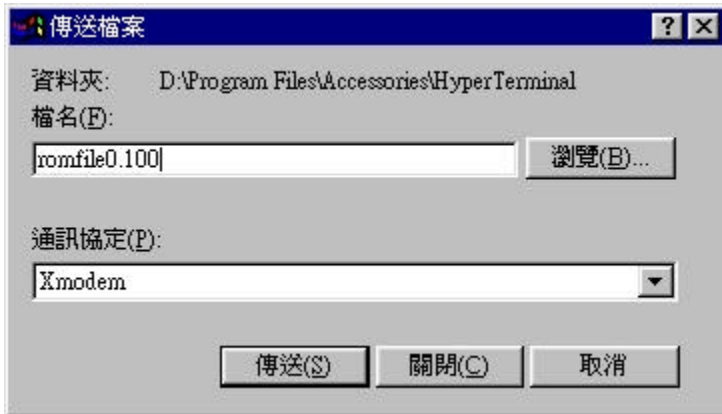 傳送檔案
資料夾: D:\Program Files\Accessories\HyperTerminal
檔名(F):
romfile0.100 瀏覽(B)...
通訊協定(P):
Xmodem
傳送(S) 關閉(C) 取消